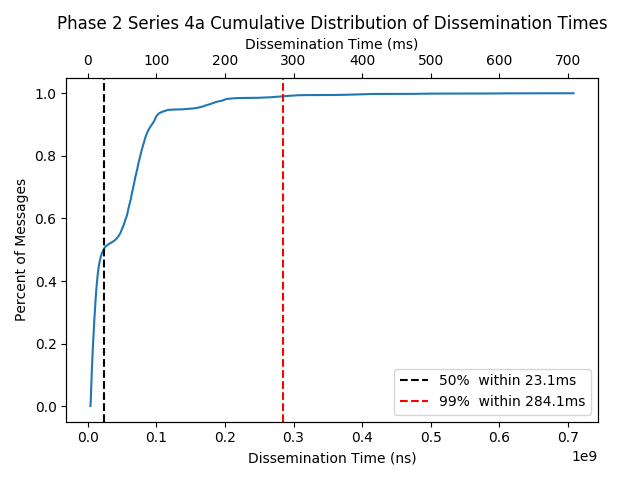 Phase 2 Series 4a Cumulative Distribution of Dissemination Times
Dissemination Time (ms)
0 100 200 300 400 500 600 700
Percent of Messages
1.0
0.8
0.6
0.4
0.2
0.0
50%  within 23.1ms
99%  within 284.1ms
0.0 0.1 0.2 0.3 0.4 0.5 0.6 0.7
1e9
Dissemination Time (ns)